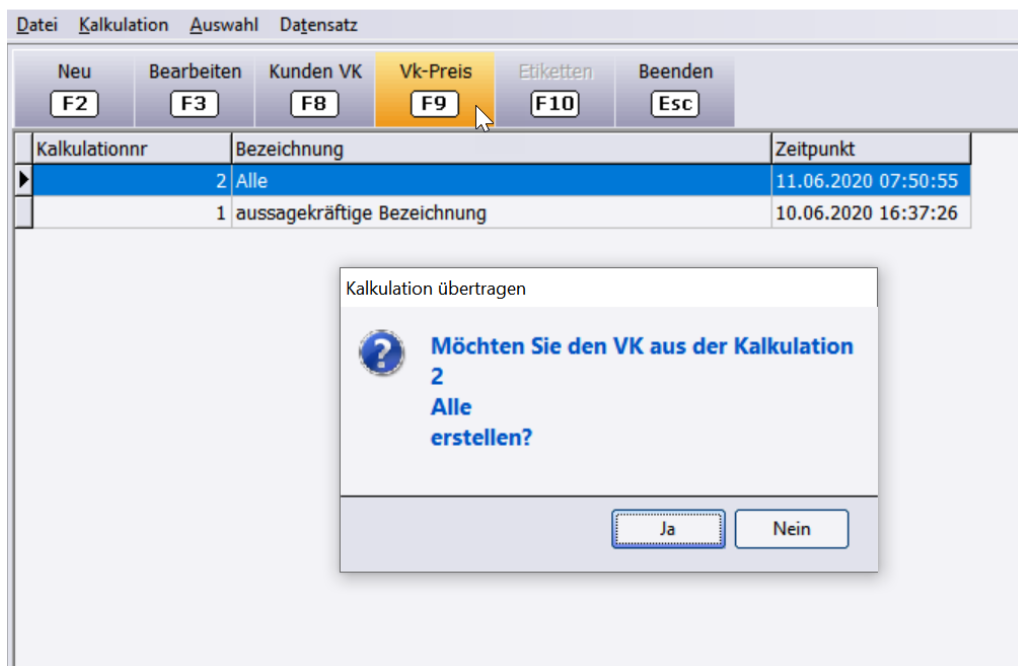 Datei Kalkulation Auswahl Datensatz
Neu Bearbeiten Kunden VK Vk-Preis Etiketten Beenden
F2 F3 F8 F9 F10 Esc
Kalkulationnr Bezeichnung Zeitpunkt
2 Alle 11.06.2020 07:50:55
1 aussagekräftige Bezeichnung 10.06.2020 16:37:26
Kalkulation übertragen
Möchten Sie den VK aus der Kalkulation
2
Alle
erstellen?
Ja Nein